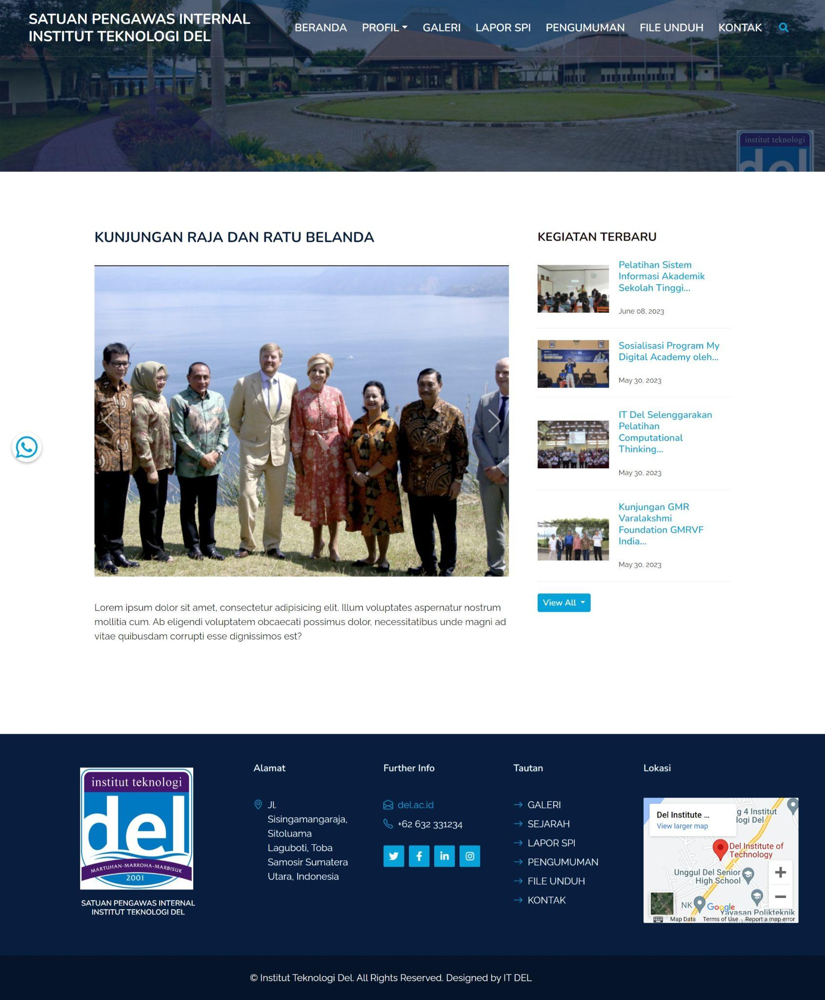 SATUAN PENGAWAS INTERNAL
INSTITUT TEKNOLOGI DEL
BERANDA PROFIL GALERI LAPOR SPI PENGUMUMAN FILE UNDUH KONTAK
institut teknologi
del
KUNJUNGAN RAJA DAN RATU BELANDA
Lorem ipsum dolor sit amet, consectetur adipisicing elit. Illum voluptates aspernatur nostrum
mollitia cum. Ab eligendi voluptatem obcaecati possimus dolor, necessitatibus unde magni ad
vitae quibusdam corrupti esse dignissimos est?
KEGIATAN TERBARU
Pelatihan Sistem
Informasi Akademik
Sekolah Tinggi...
June 08, 2023
Sosialisasi Program My
Digital Academy oleh...
May 30, 2023
IT Del Selenggarakan
Pelatihan
Computational
Thinking...
May 30, 2023
Kunjungan GMR
Varalakshmi
Foundation GMRVF
India...
May 30, 2023
View All
institut teknologi
del
MARTUHAN-MARROHA-MARBISUK
2001
SATUAN PENGAWAS INTERNAL
INSTITUT TEKNOLOGI DEL
Alamat
Jl.
Sisingamangaraja,
Sitoluama
Laguboti, Toba
Samosir Sumatera
Utara, Indonesia
Further Info
del.ac.id
+62 632 331234
Tautan
GALERI
SEJARAH
LAPOR SPI
PENGUMUMAN
FILE UNDUH
KONTAK
Lokasi
Del Institute ...
View larger map
g 4 Institut
logi Del
Del Institute of
Technology
Unggul Del Senior
High School
NK
Google
Yayasan Polikteknik
Map Data Terms of Use Report a map error
© Institut Teknologi Del. All Rights Reserved. Designed by IT DEL